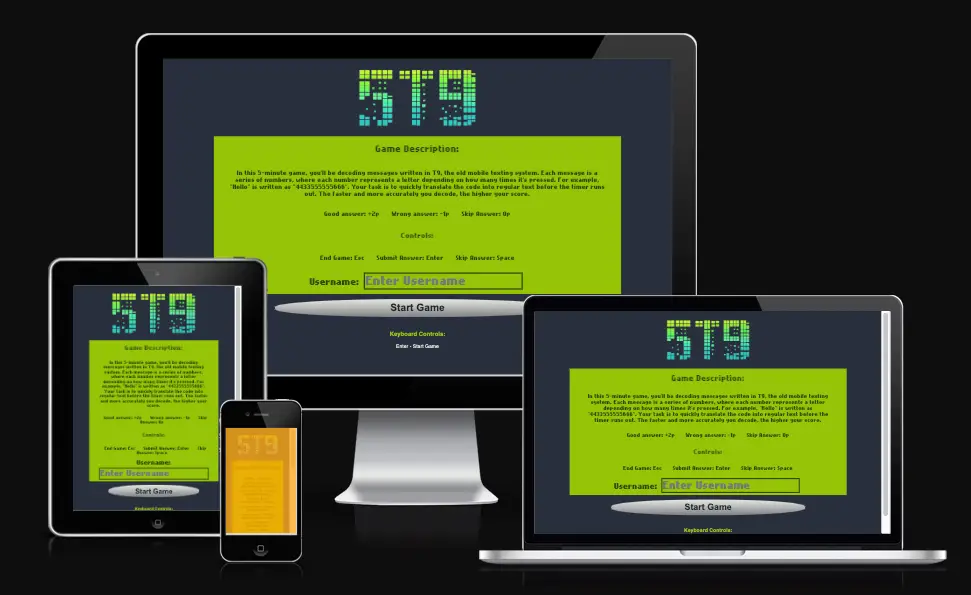 5T9
Game Description:
In this 5-minute game, you'll be decoding messages written in T9, the old mobile texting system. Each message is a
series of numbers, where each number represents a letter depending on how many times it's pressed. For example,
"Hello" is written as "4433555555666". Your task is to quickly translate the code into regular text before the timer runs
out. The faster and more accurately you decode, the higher your score.
Good answer: +2p Wrong answer: -1p Skip Answer: 0p
Controls:
End Game: Esc Submit Answer: Enter Skip Answer: Space
Username: Enter Username
Start Game
Keyboard Controls:
Enter - Start Game
5T9
Game Description:
In this 5-minute game, you'll be decoding
messages written in T9, the old mobile texting
system. Each message is a series of numbers,
where each number represents a letter
depending on how many times it's pressed. For
example, "Hello" is written as "4433555555666".
Your task is to quickly translate the code into
regular text before the timer runs out. The faster
and more accurately you decode, the higher your
score.
Good answer: +2p Wrong answer: -1p Skip
Answer: 0p
Controls:
End Game: Esc Submit Answer: Enter Skip
Answer: Space
Username:
Enter Username
Start Game
Keyboard Controls:
5T9
5T9
Game Description:
In this 5-minute game, you'll be decoding messages written in T9, the old mobile texting
system. Each message is a series of numbers, where each number represents a letter
depending on how many times it's pressed. For example, "Hello" is written as
"4433555555666". Your task is to quickly translate the code into regular text before the
timer runs out. The faster and more accurately you decode, the higher your score.
Good answer: +2p Wrong answer: -1p Skip Answer: 0p
Controls:
End Game: Esc Submit Answer: Enter Skip Answer: Space
Username: Enter Username
Start Game
Keyboard Controls: